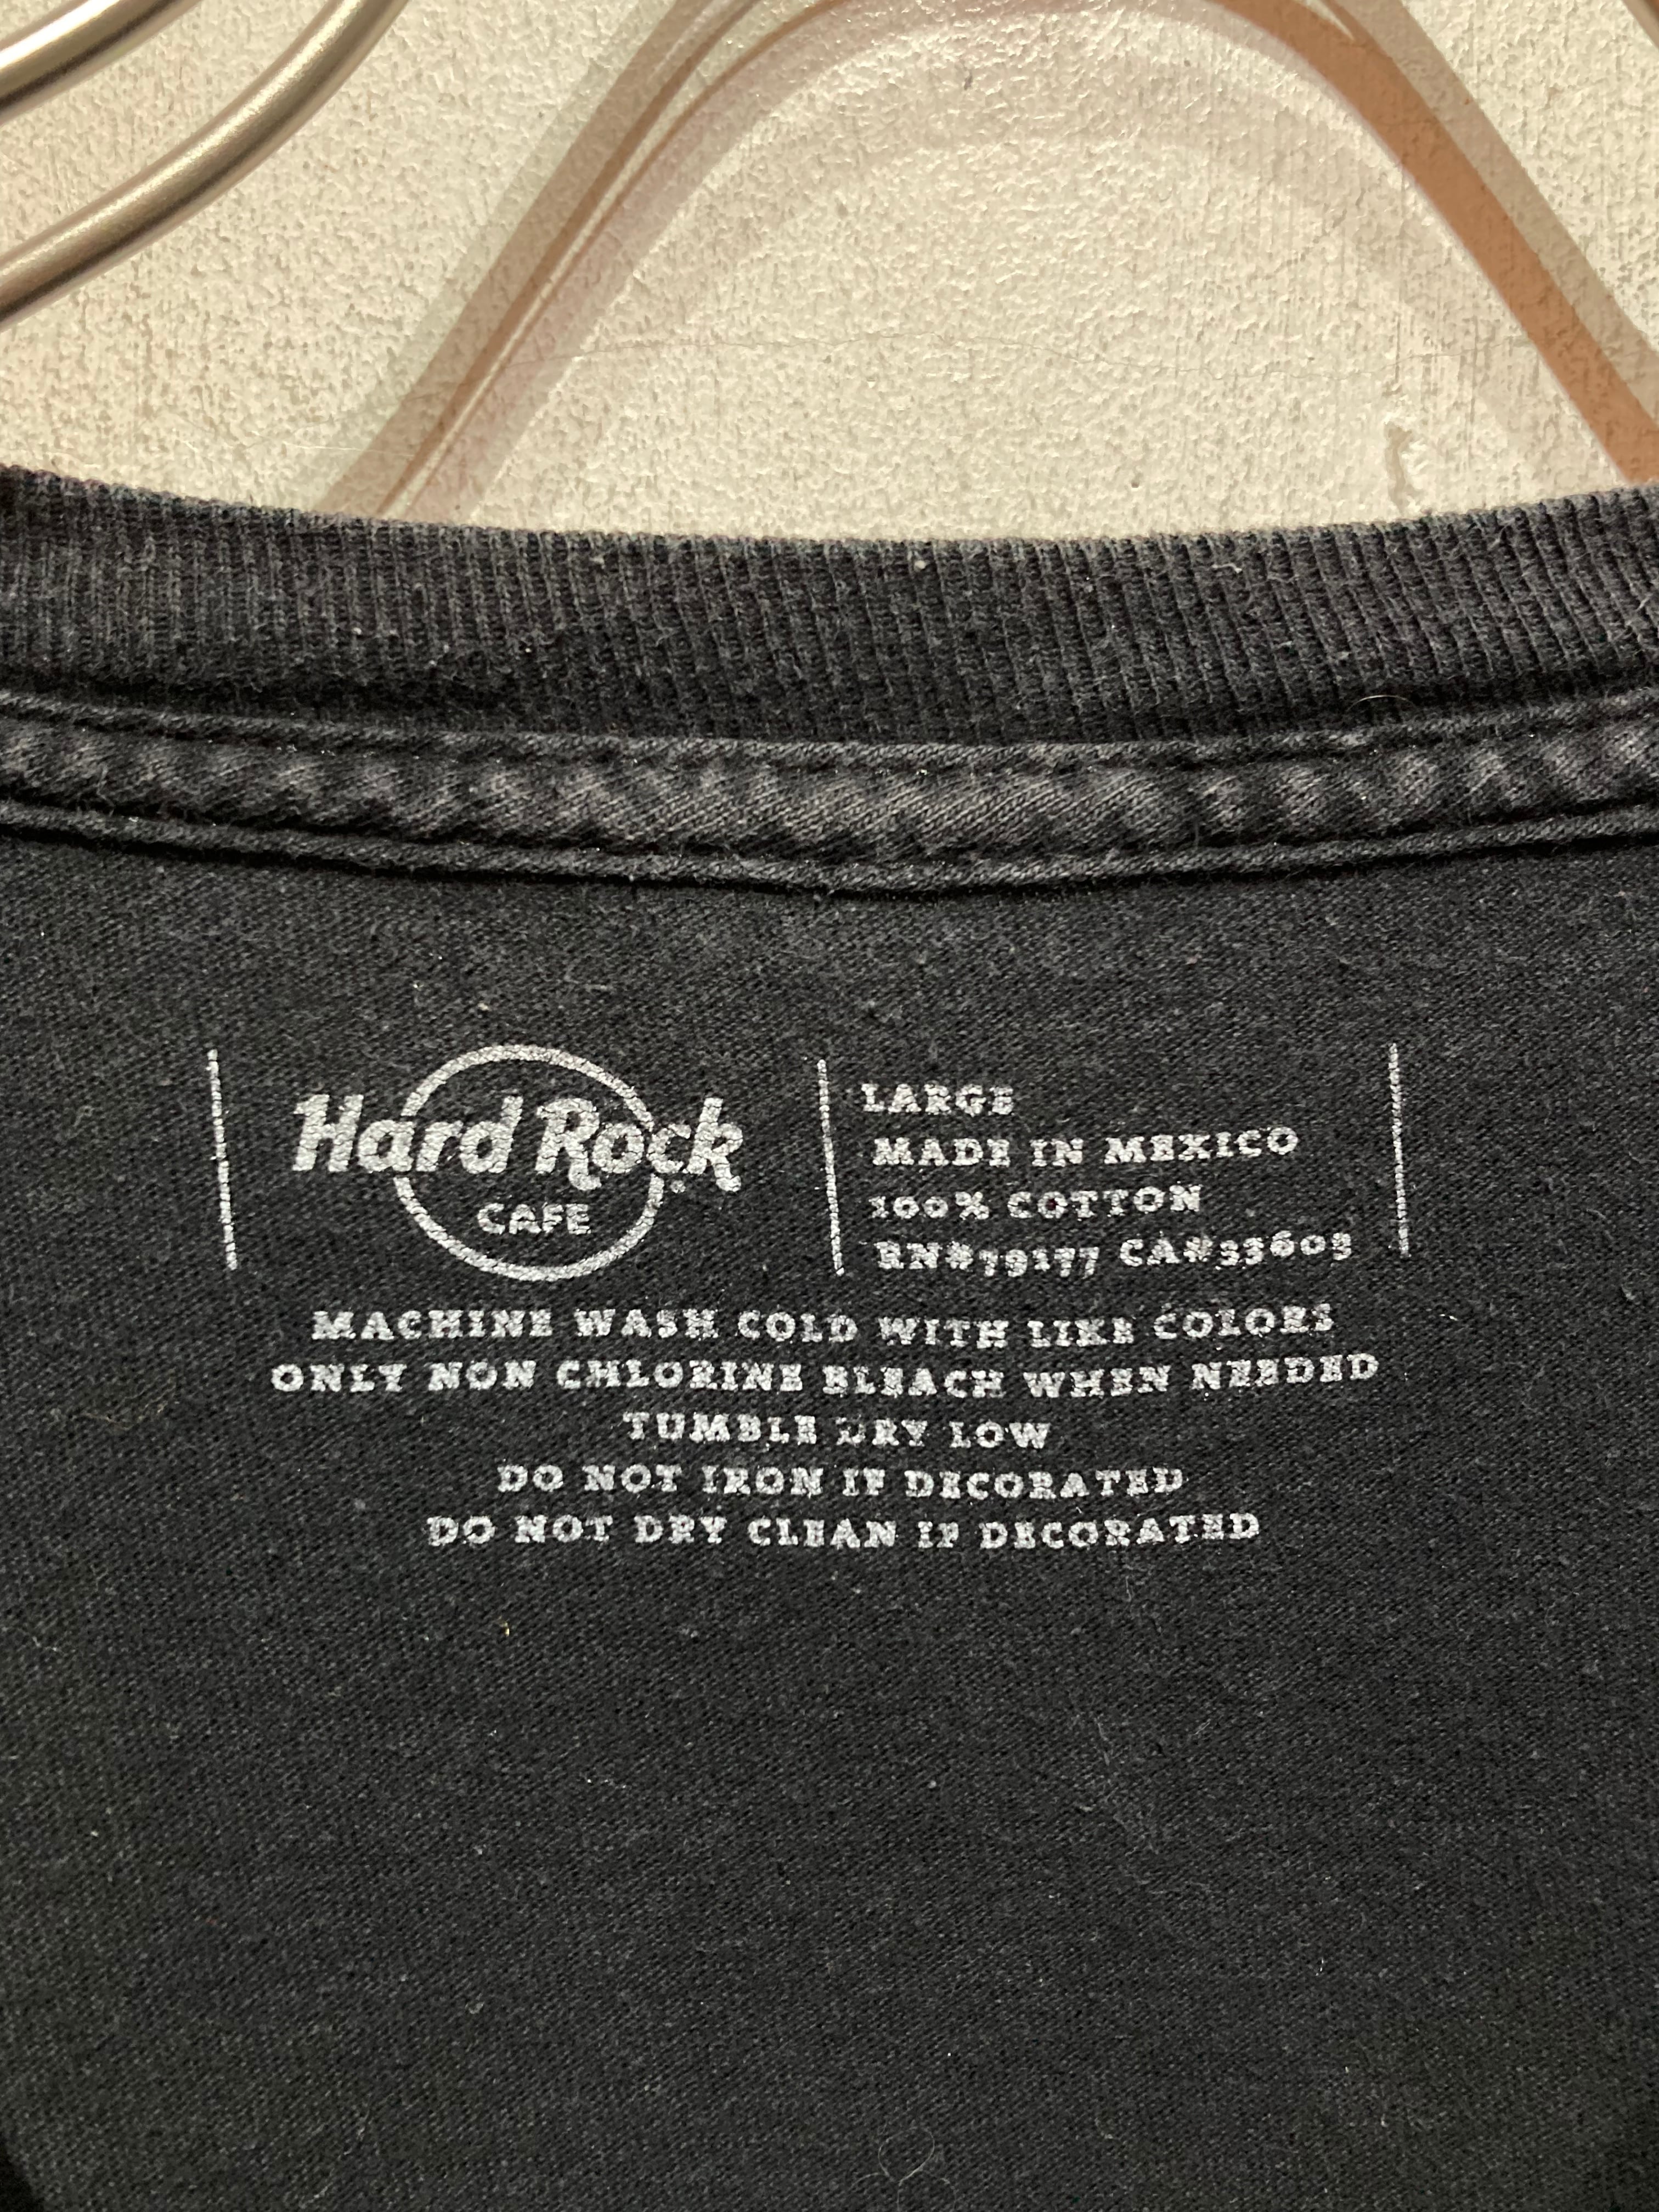 Hard Rock
CAFE
LARGE
MADE IN MEXICO
100% COTTON
RN#79177 CA#33603
MACHINE WASH COLD WITH LIKE COLORS
ONLY NON CHLORINE BLEACH WHEN NEEDED
TUMBLE DRY LOW
DO NOT IRON IF DECORATED
DO NOT DRY CLEAN IF DECORATED